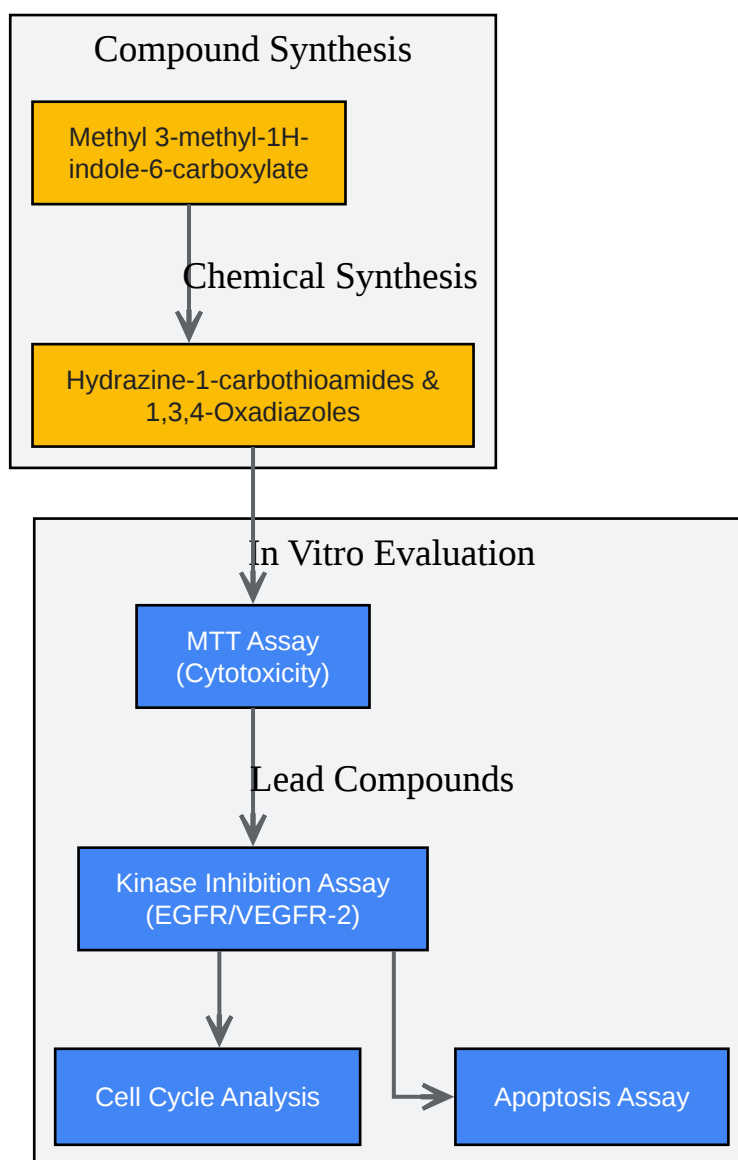 Compound Synthesis
Methyl 3-methyl-1H-
indole-6-carboxylate
Chemical Synthesis
Hydrazine-1-carbothioamides &
1,3,4-Oxadiazoles
In Vitro Evaluation
MTT Assay
(Cytotoxicity)
Lead Compounds
Kinase Inhibition Assay
(EGFR/VEGFR-2)
Cell Cycle Analysis
Apoptosis Assay